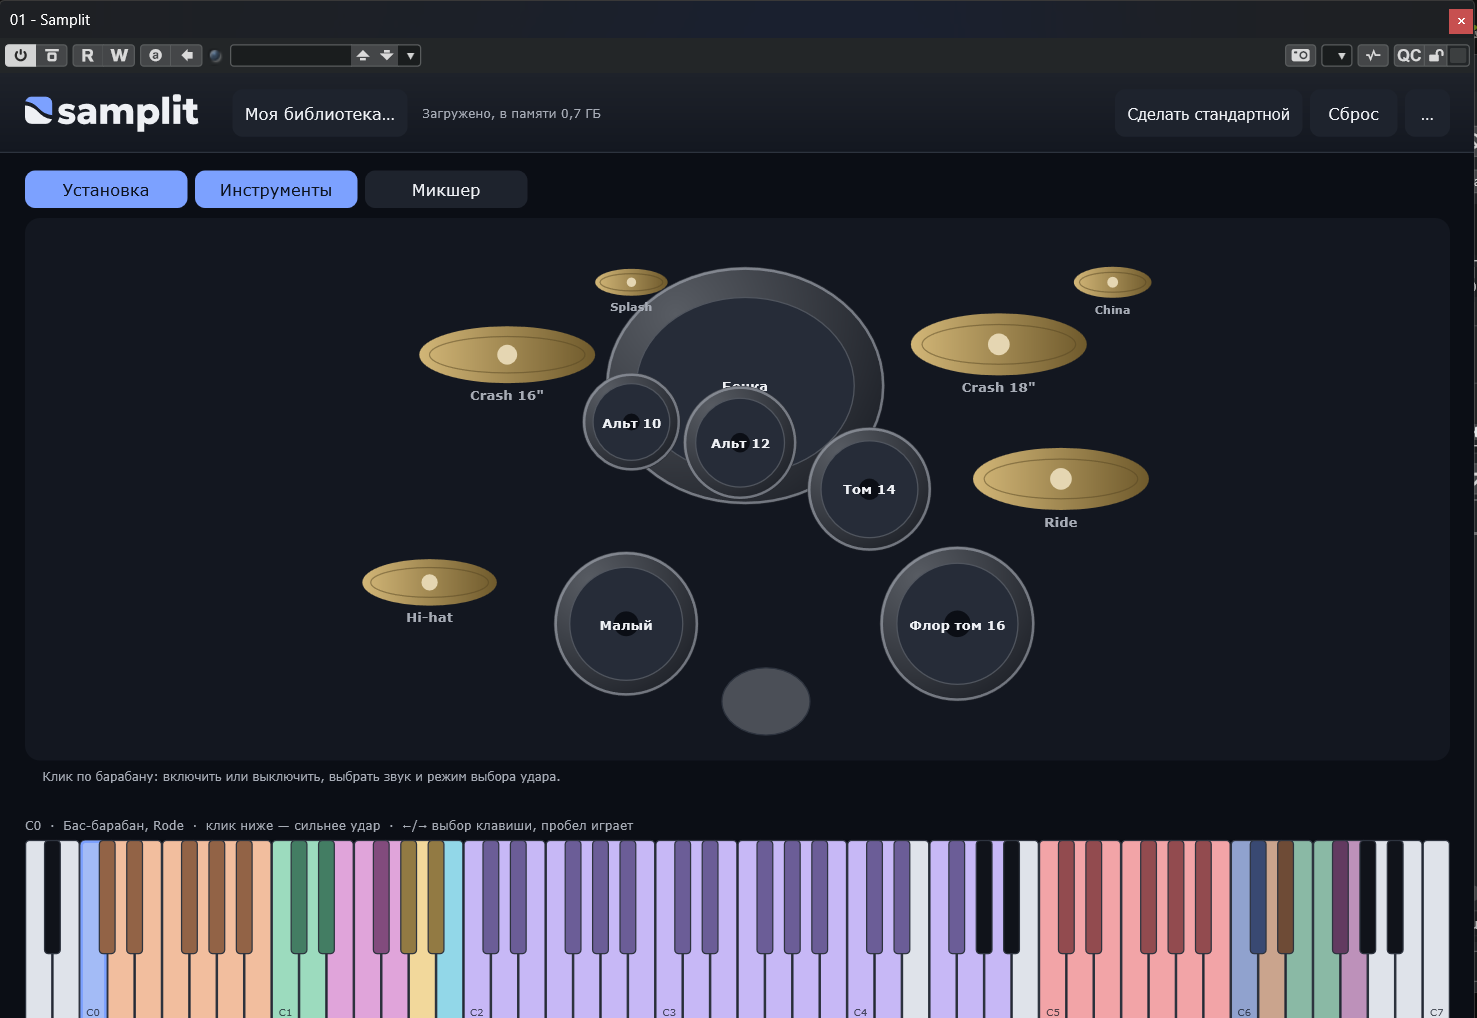 01 - Samplit
R W a QC
samplit
Моя библиотека...
Загружено, в памяти 0,7 ГБ
Сделать стандартной
Сброс
...
Установка
Инструменты
Микшер
Splash
China
Crash 16"
Crash 18"
Бочка
Альт 10
Альт 12
Том 14
Ride
Hi-hat
Малый
Флор том 16
Клик по барабану: включить или выключить, выбрать звук и режим выбора удара.
C0 · Бас-барабан, Rode · клик ниже — сильнее удар · ←/→ выбор клавиши, пробел играет
C0 C1 C2 C3 C4 C5 C6 C7